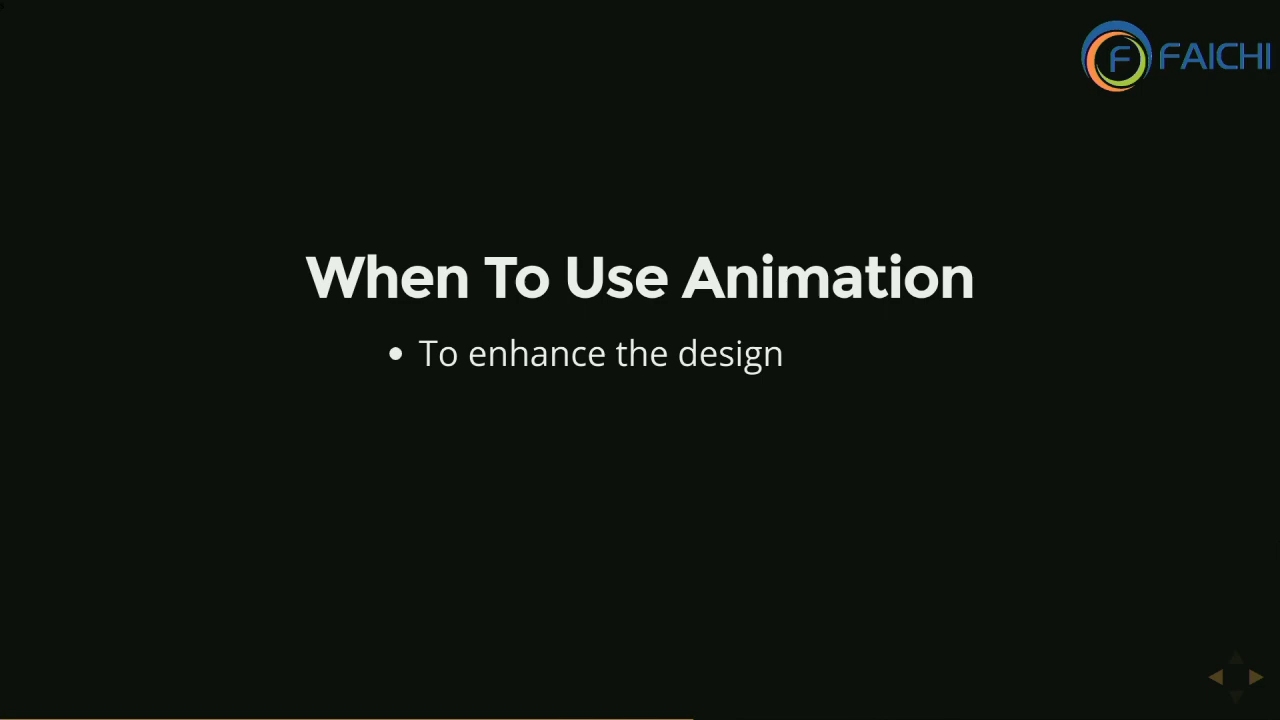 F FAICHI
When To Use Animation
• To enhance the design